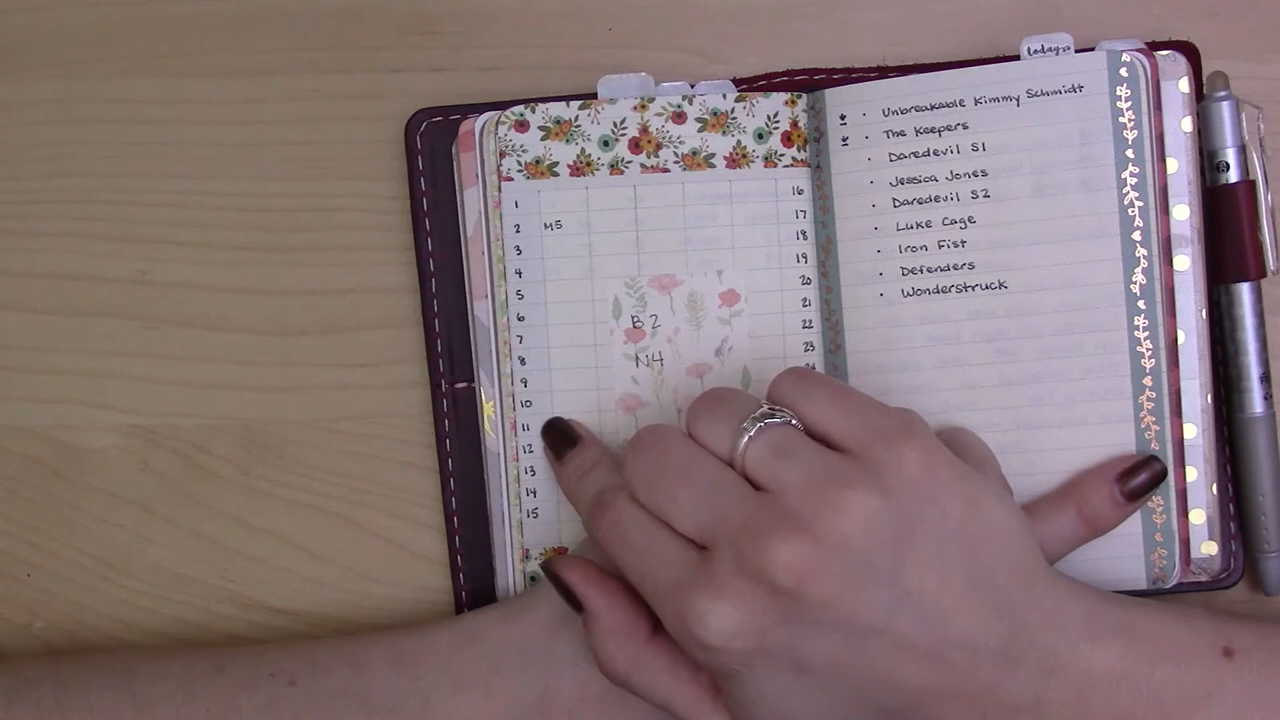 today
Unbreakable Kimmy Schmidt
The Keepers
Daredevil S1
Jessica Jones
Daredevil S2
Luke Cage
Iron Fist
Defenders
Wonderstruck
1
2 M5
3
4
5
6
7
8
9
10
11
12
13
14
15
B2
N4
16
17
18
19
20
21
22
23